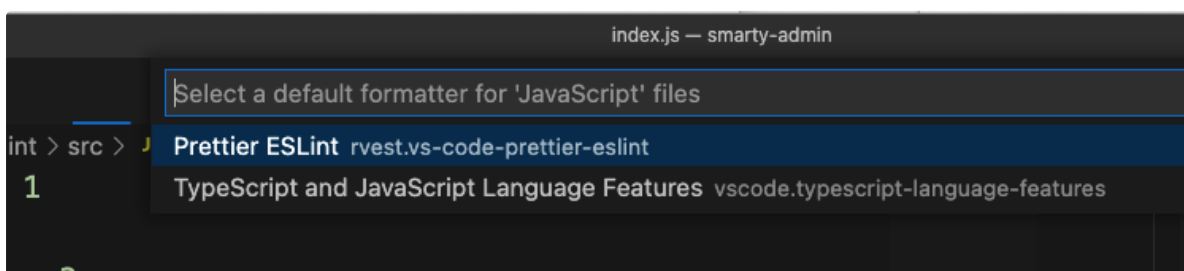 index.js — smarty-admin
Select a default formatter for 'JavaScript' files
int > src > J
Prettier ESLint rvest.vs-code-prettier-eslint
1
TypeScript and JavaScript Language Features vscode.typescript-language-features